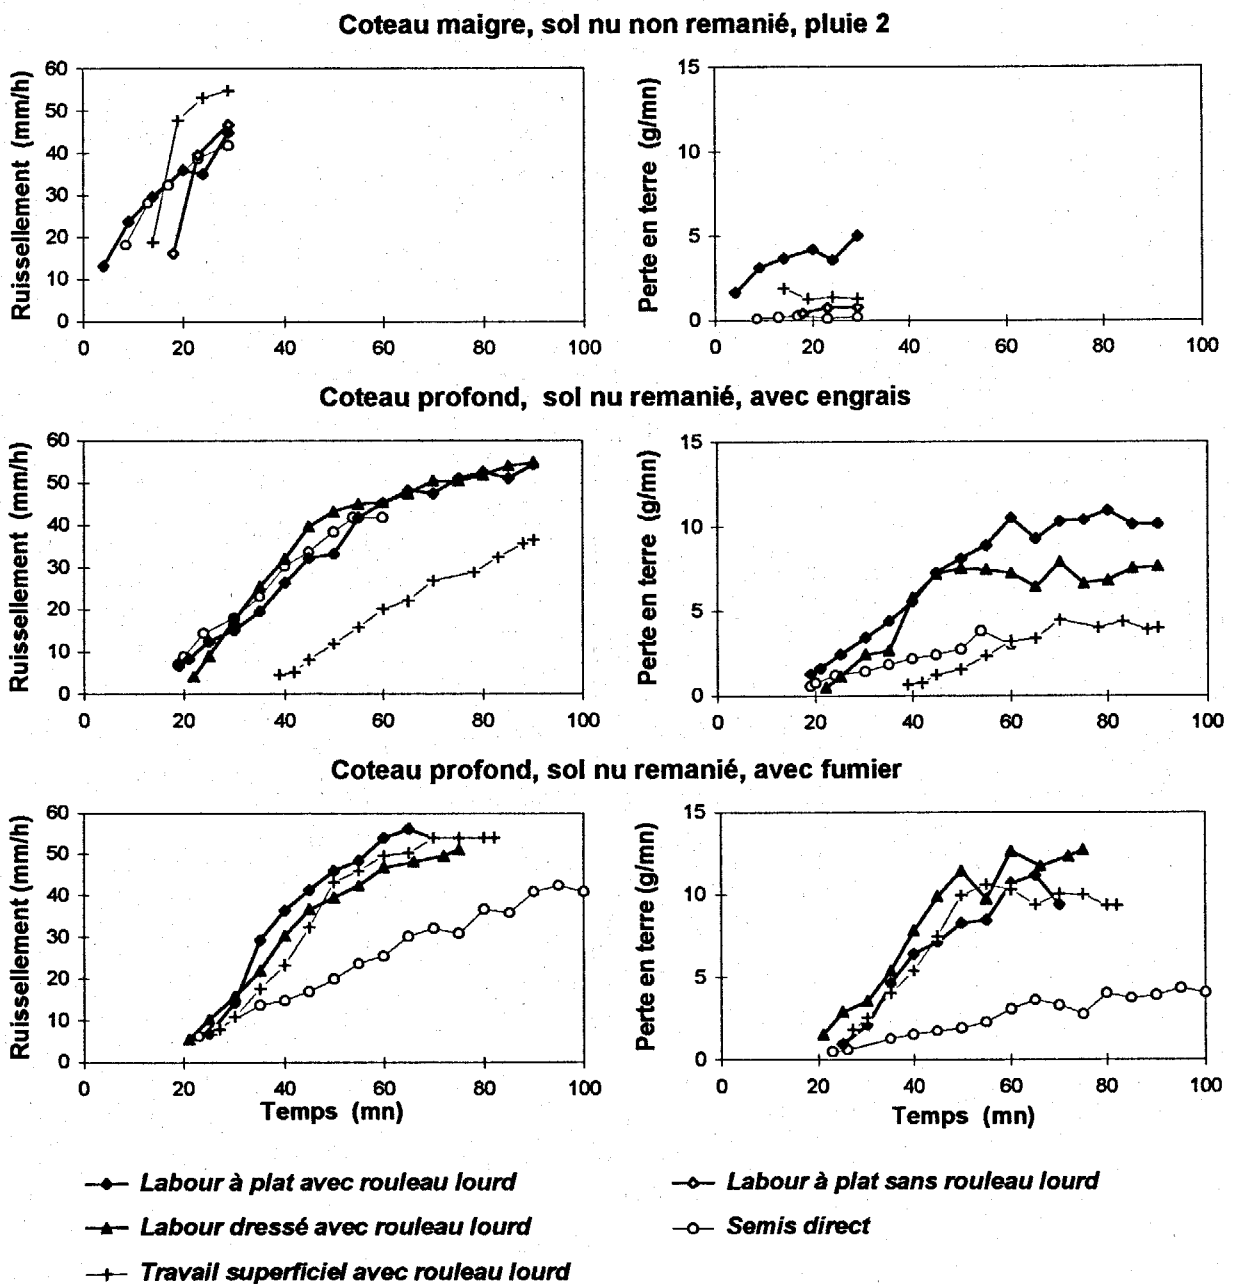 Coteau maigre, sol nu non remanié, pluie 2
Ruissellement (mm/h)
60
50
40
30
20
10
0
0 20 40 60 80 100
Perte en terre (g/mn)
15
10
5
0
0 20 40 60 80 100
Coteau profond, sol nu remanié, avec engrais
Ruissellement (mm/h)
60
50
40
30
20
10
0
0 20 40 60 80 100
Perte en terre (g/mn)
15
10
5
0
0 20 40 60 80 100
Coteau profond, sol nu remanié, avec fumier
Ruissellement (mm/h)
60
50
40
30
20
10
0
0 20 40 60 80 100
Temps (mn)
Perte en terre (g/mn)
15
10
5
0
0 20 40 60 80 100
Temps (mn)
Labour à plat avec rouleau lourd
Labour dressé avec rouleau lourd
Travail superficiel avec rouleau lourd
Labour à plat sans rouleau lourd
Semis direct